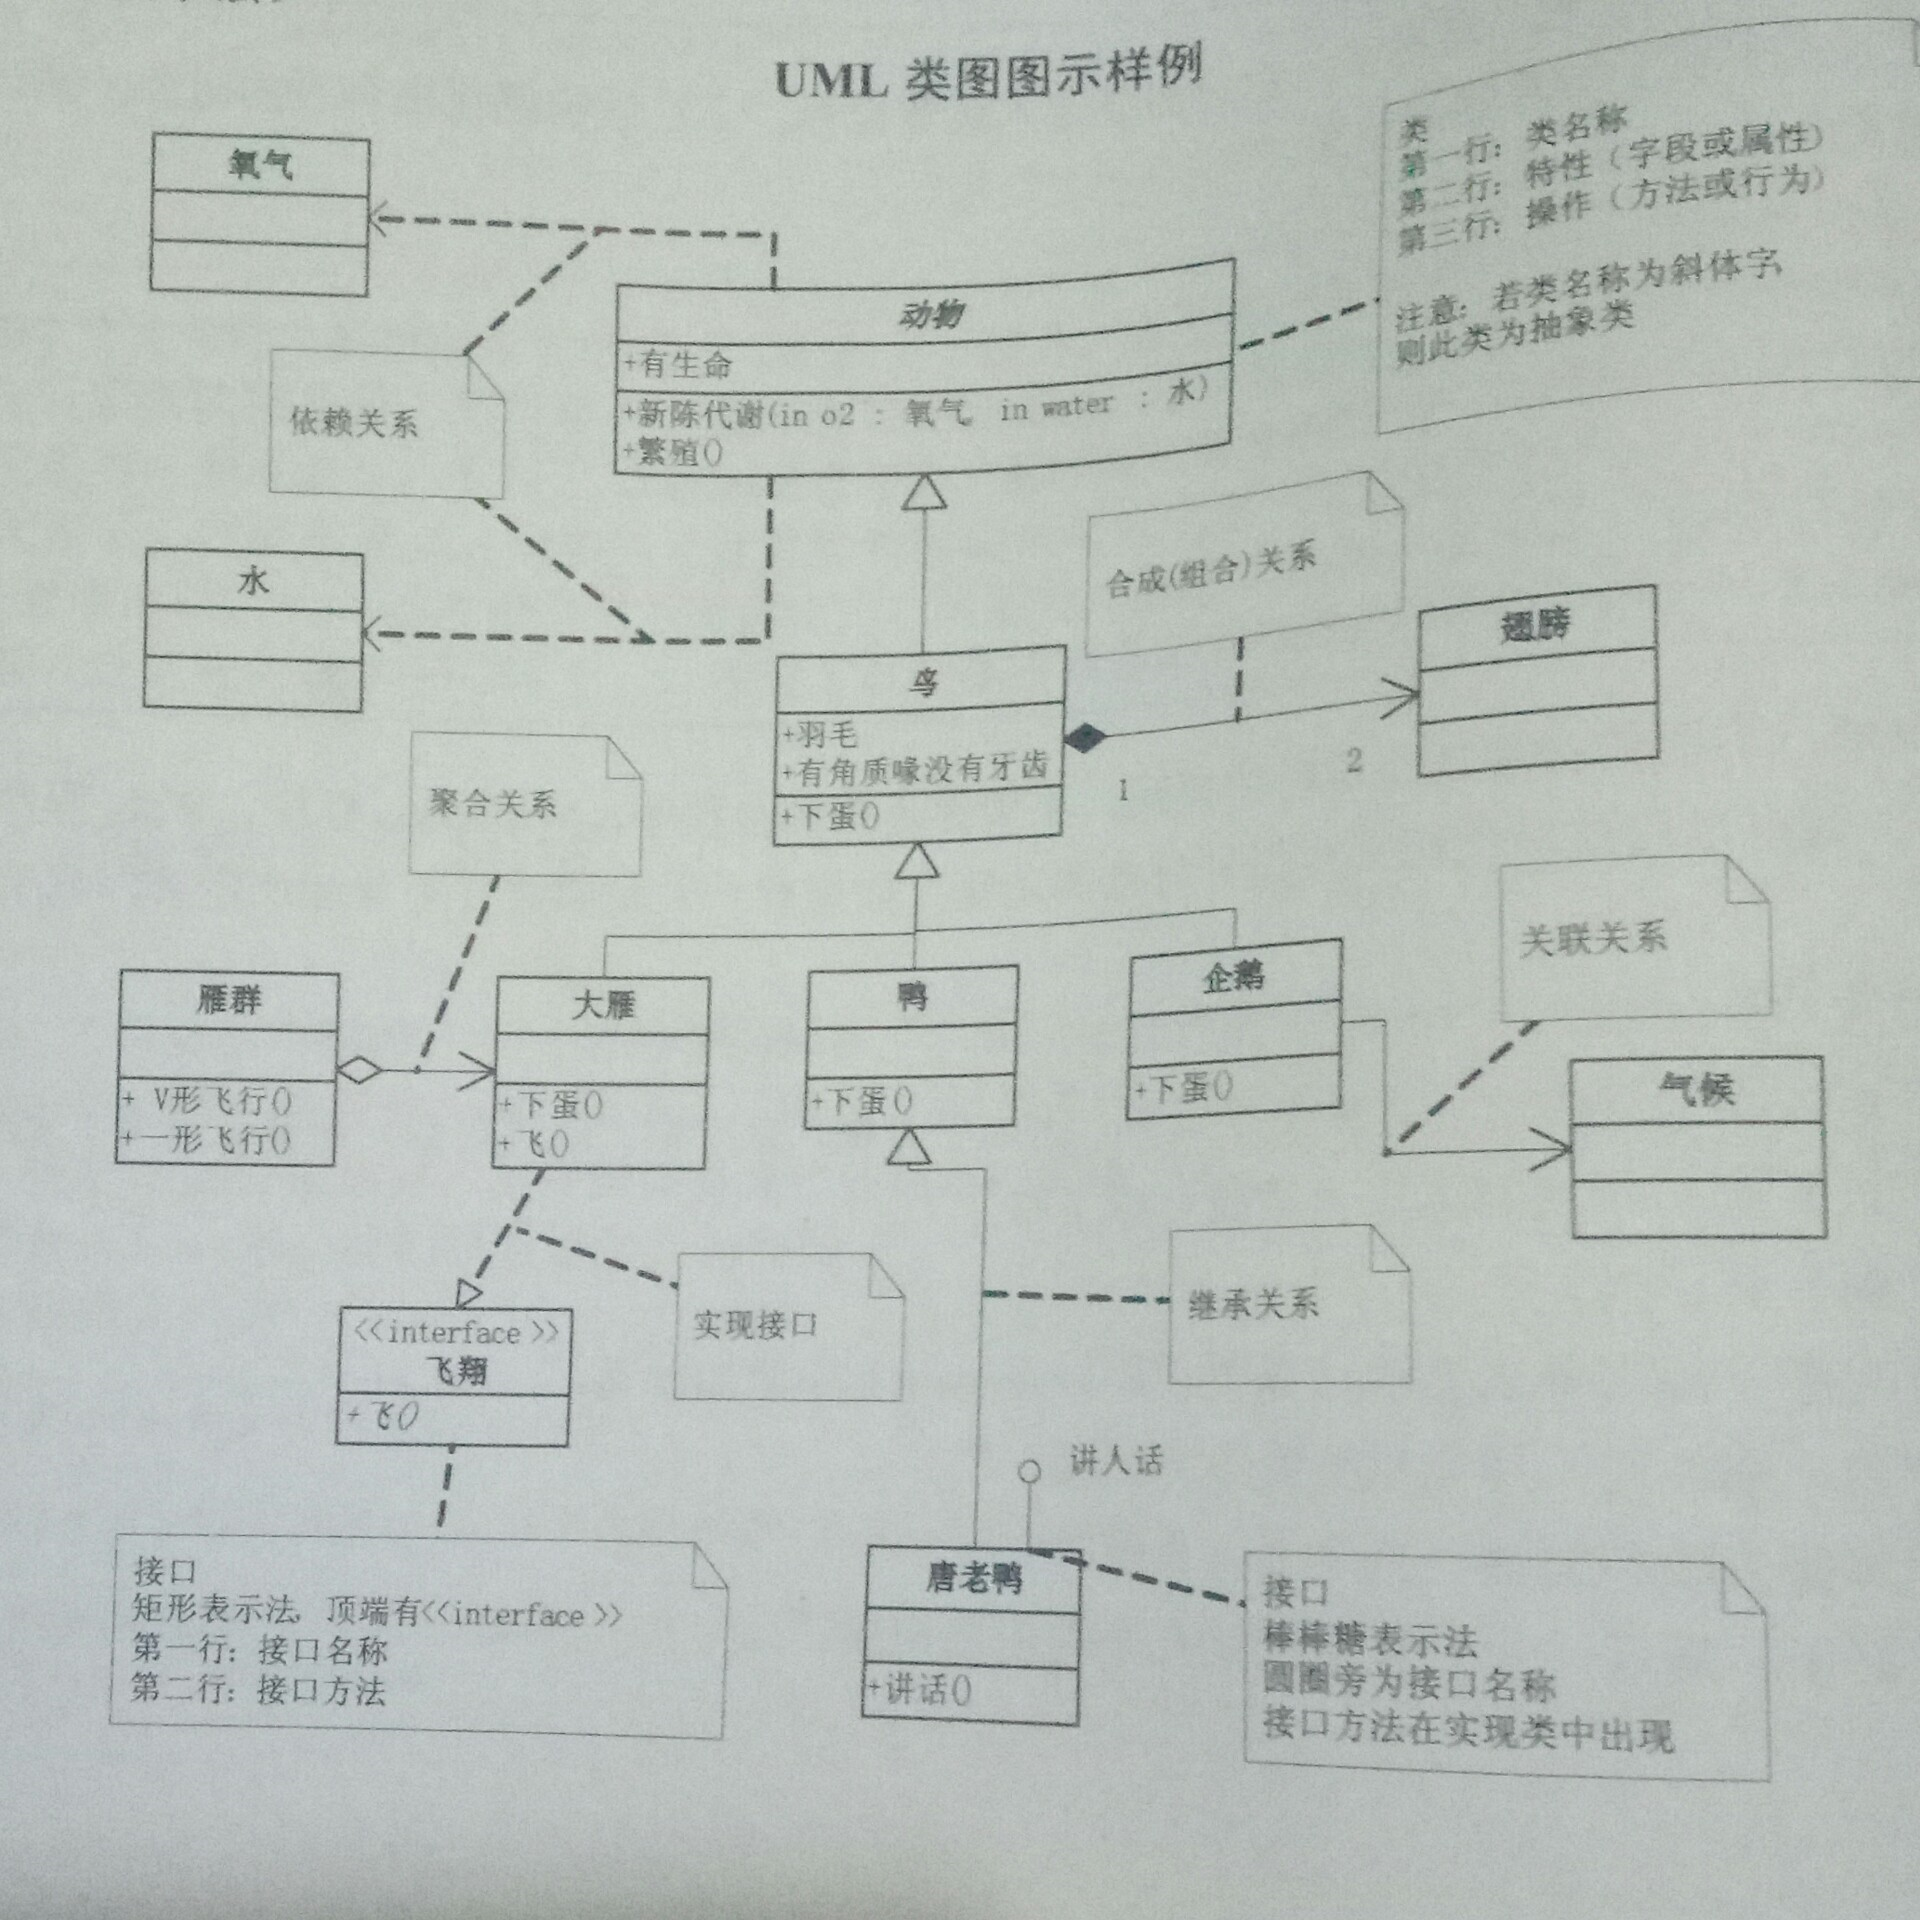 UML 类图图示样例
类
第一行：类名称
第二行：特性（字段或属性）
第三行：操作（方法或行为）
注意：若类名称为斜体字，
则此类为抽象类
氧气
动物
+有生命
+新陈代谢(in o2 : 氧气, in water : 水)
+繁殖()
依赖关系
水
合成(组合)关系
翅膀
鸟
+羽毛
+有角质喙没有牙齿
+下蛋()
1
2
聚合关系
关联关系
雁群
+ V形飞行()
+一形飞行()
大雁
+下蛋()
+飞()
鸭
+下蛋()
企鹅
+下蛋()
气候
<<interface>>
飞翔
+飞()
实现接口
继承关系
讲人话
接口
矩形表示法，顶端有<<interface>>
第一行：接口名称
第二行：接口方法
唐老鸭
+讲话()
接口
棒棒糖表示法
圆圈旁为接口名称
接口方法在实现类中出现